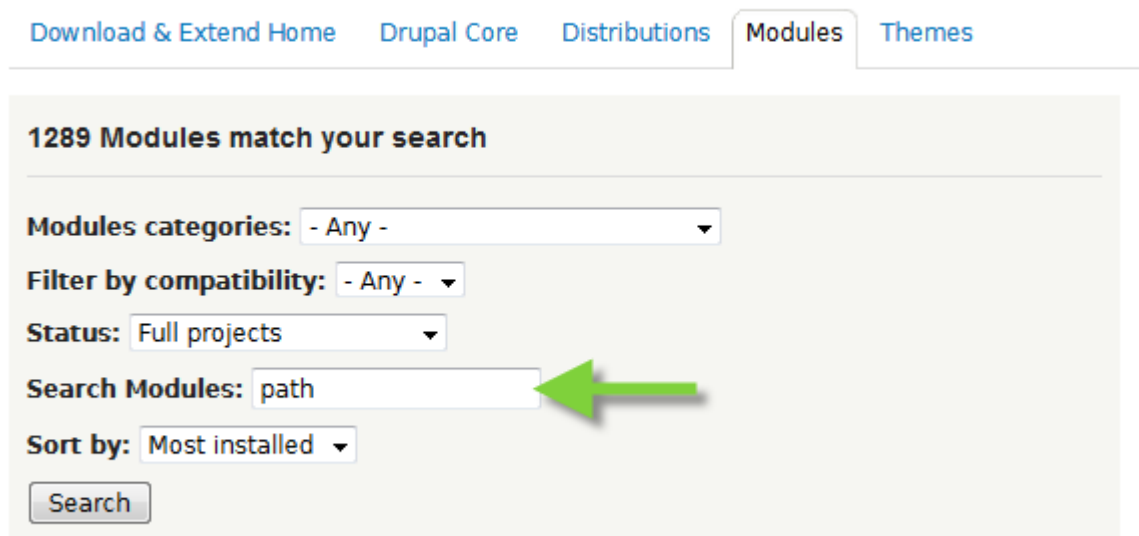 Download & Extend Home Drupal Core Distributions Modules Themes
1289 Modules match your search
Modules categories: - Any -
Filter by compatibility: - Any -
Status: Full projects
Search Modules: path
Sort by: Most installed
Search